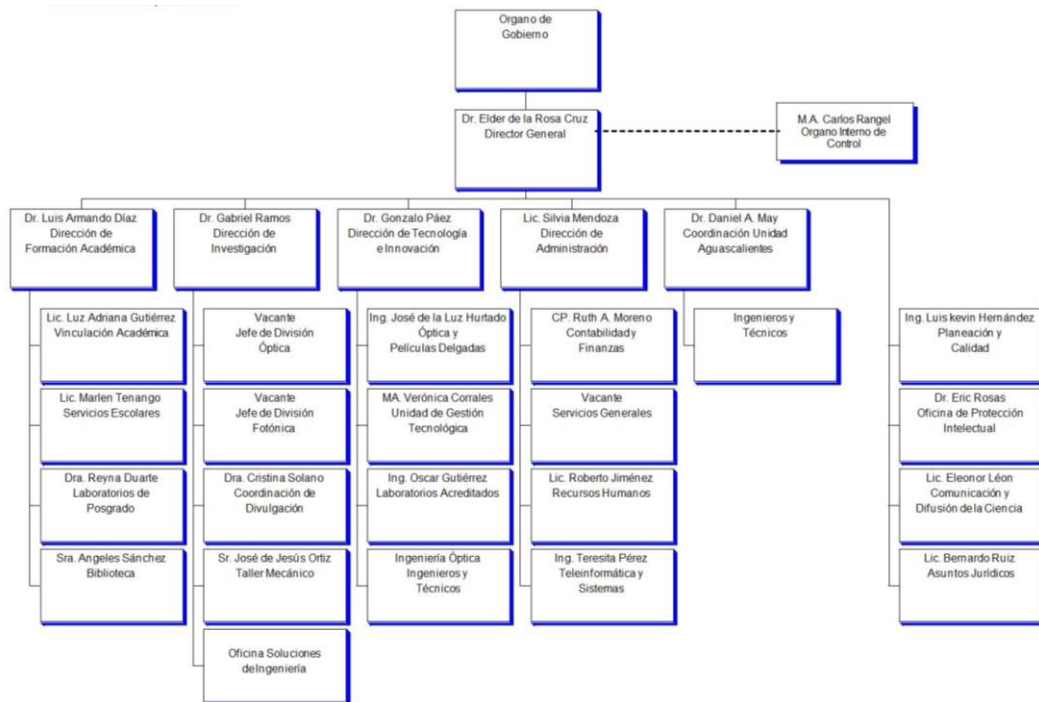 Organo de
Gobierno
Dr. Elder de la Rosa Cruz
Director General
M.A. Carlos Rangel
Organo Interno de
Control
Dr. Luis Armando Díaz
Dirección de
Formación Académica
Dr. Gabriel Ramos
Dirección de
Investigación
Dr. Gonzalo Páez
Dirección de Tecnología
e Innovación
Lic. Silvia Mendoza
Dirección de
Administración
Dr. Daniel A. May
Coordinación Unidad
Aguascalientes
Lic. Luz Adriana Gutiérrez
Vinculación Académica
Vacante
Jefe de División
Óptica
Ing. José de la Luz Hurtado
Óptica y
Películas Delgadas
CP. Ruth A. Moreno
Contabilidad y
Finanzas
Ingenieros y
Técnicos
Ing. Luis kevin Hernández
Planeación y
Calidad
Lic. Marlen Tenango
Servicios Escolares
Vacante
Jefe de División
Fotónica
MA. Verónica Corrales
Unidad de Gestión
Tecnológica
Vacante
Servicios Generales
Dr. Eric Rosas
Oficina de Protección
Intelectual
Dra. Reyna Duarte
Laboratorios de
Posgrado
Dra. Cristina Solano
Coordinación de
Divulgación
Ing. Oscar Gutiérrez
Laboratorios Acreditados
Lic. Roberto Jiménez
Recursos Humanos
Lic. Eleonor Léon
Comunicación y
Difusión de la Ciencia
Sra. Angeles Sánchez
Biblioteca
Sr. José de Jesús Ortiz
Taller Mecánico
Ingeniería Óptica
Ingenieros y
Técnicos
Ing. Teresita Pérez
Teleinformática y
Sistemas
Lic. Bernardo Ruiz
Asuntos Jurídicos
Oficina Soluciones
de Ingeniería